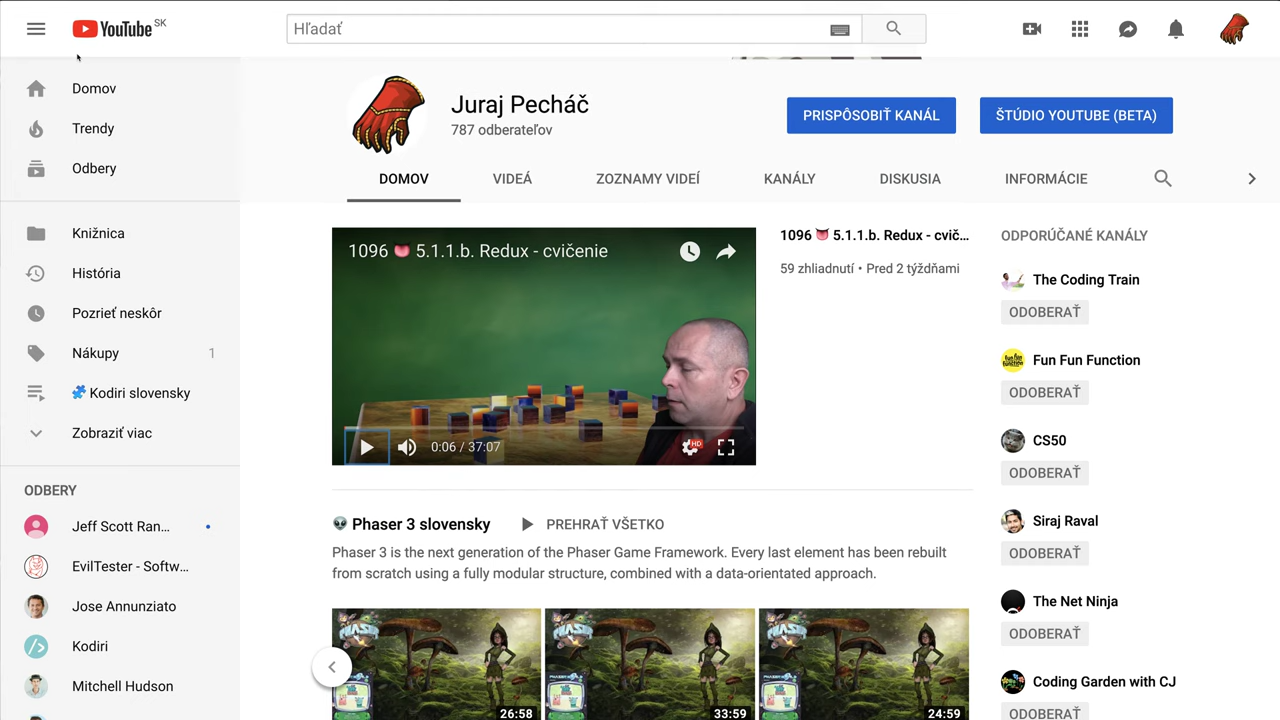 YouTube SK
Hľadať
Domov
Trendy
Odbery
Knižnica
História
Pozrieť neskôr
Nákupy 1
Kodiri slovensky
Zobraziť viac
ODBERY
Jeff Scott Ran...
EvilTester - Softw...
Jose Annunziato
Kodiri
Mitchell Hudson
Juraj Pecháč
787 odberateľov
PRISPÔSOBIŤ KANÁL
ŠTÚDIO YOUTUBE (BETA)
DOMOV VIDEÁ ZOZNAMY VIDEÍ KANÁLY DISKUSIA INFORMÁCIE
1096 👅 5.1.1.b. Redux - cvičenie
0:06 / 37:07
HD
1096 👅 5.1.1.b. Redux - cvič...
59 zhliadnutí • Pred 2 týždňami
👽 Phaser 3 slovensky
PREHRAŤ VŠETKO
Phaser 3 is the next generation of the Phaser Game Framework. Every last element has been rebuilt
from scratch using a fully modular structure, combined with a data-orientated approach.
26:58
33:59
24:59
ODPORÚČANÉ KANÁLY
The Coding Train
ODOBERAŤ
Fun Fun Function
ODOBERAŤ
CS50
ODOBERAŤ
Siraj Raval
ODOBERAŤ
The Net Ninja
ODOBERAŤ
Coding Garden with CJ
ODOBERAŤ